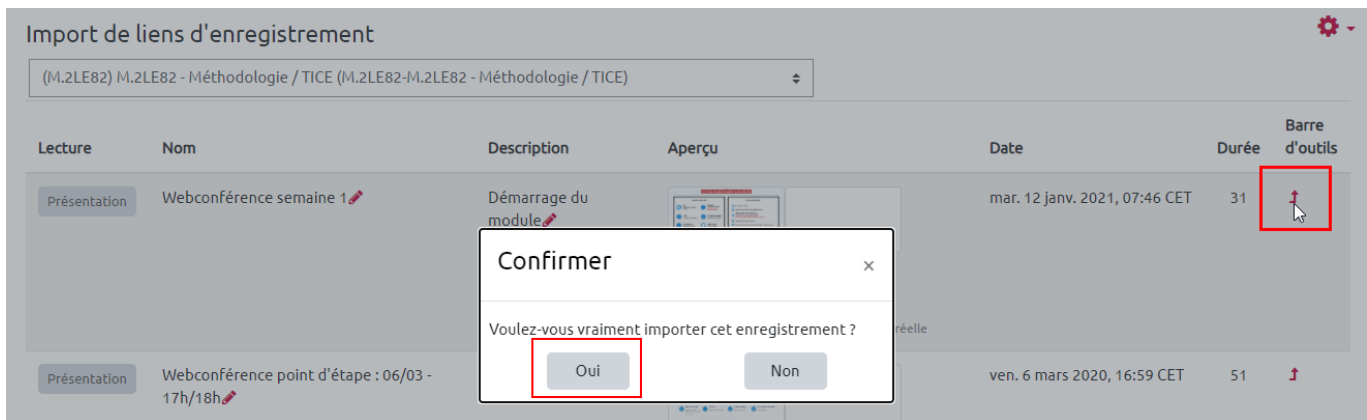 Import de liens d'enregistrement
(M.2LE82) M.2LE82 - Méthodologie / TICE (M.2LE82-M.2LE82 - Méthodologie / TICE)
Barre
Lecture Nom Description Aperçu Date Durée d'outils
Présentation Webconférence semaine 1 Démarrage du mar. 12 janv. 2021, 07:46 CET 31
module
Confirmer ×
Voulez-vous vraiment importer cet enregistrement ? réelle
Oui Non
Présentation Webconférence point d'étape : 06/03 - ven. 6 mars 2020, 16:59 CET 51
17h/18h